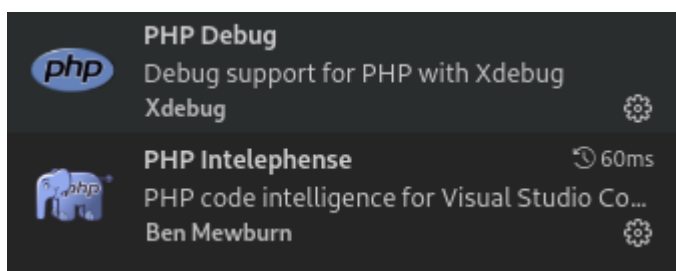 php
PHP Debug
Debug support for PHP with Xdebug
Xdebug
php
PHP Intelephense 60ms
PHP code intelligence for Visual Studio Co...
Ben Mewburn